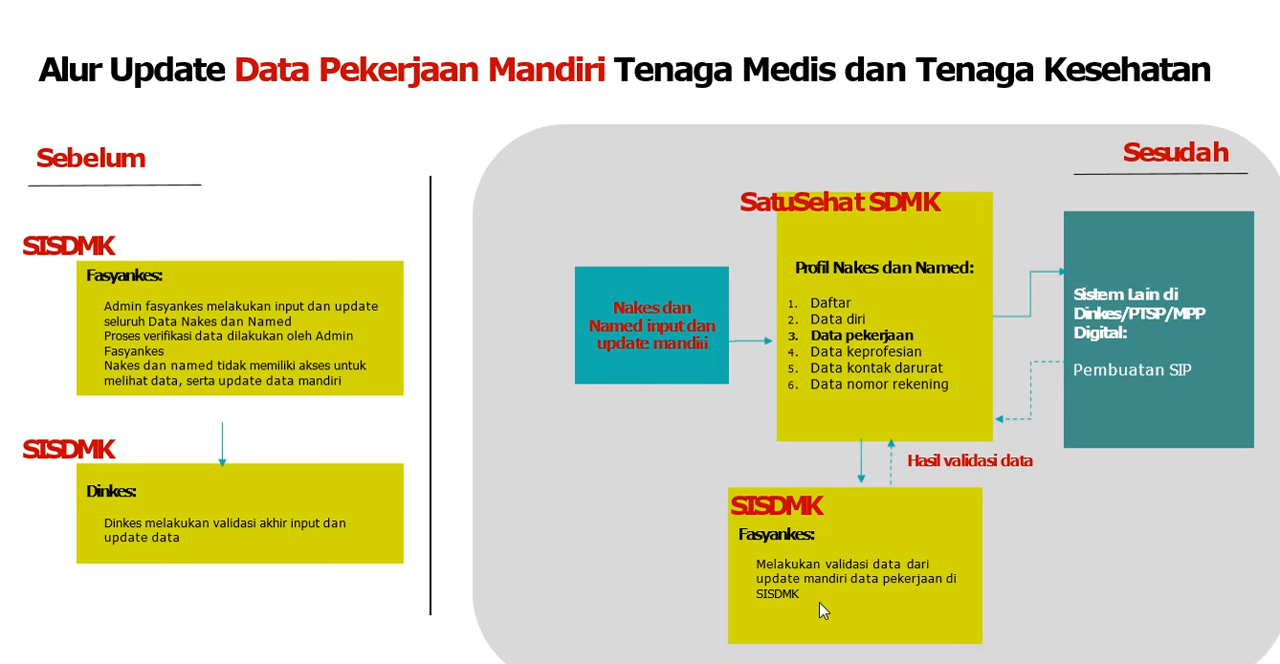 Alur Update Data Pekerjaan Mandiri Tenaga Medis dan Tenaga Kesehatan
Sebelum
SISDMK
Fasyankes:
Admin fasyankes melakukan input dan update
seluruh Data Nakes dan Named
Proses verifikasi data dilakukan oleh Admin
Fasyankes
Nakes dan named tidak memiliki akses untuk
melihat data, serta update data mandiri
SISDMK
Dinkes:
Dinkes melakukan validasi akhir input dan
update data
Sesudah
Nakes dan
Named input dan
update mandiri
SatuSehat SDMK
Profil Nakes dan Named:
1. Daftar
2. Data diri
3. Data pekerjaan
4. Data keprofesian
5. Data kontak darurat
6. Data nomor rekening
Sistem Lain di
Dinkes/PTSP/MPP
Digital:
Pembuatan SIP
Hasil validasi data
SISDMK
Fasyankes:
Melakukan validasi data dari
update mandiri data pekerjaan di
SISDMK